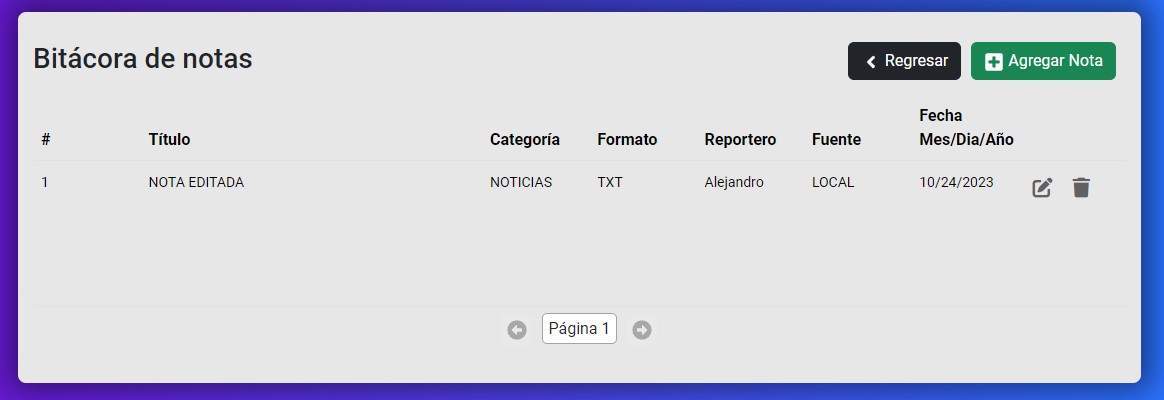 Bitácora de notas
Regresar
Agregar Nota
# Título Categoría Formato Reportero Fuente Fecha Mes/Dia/Año
1 NOTA EDITADA NOTICIAS TXT Alejandro LOCAL 10/24/2023
Página 1